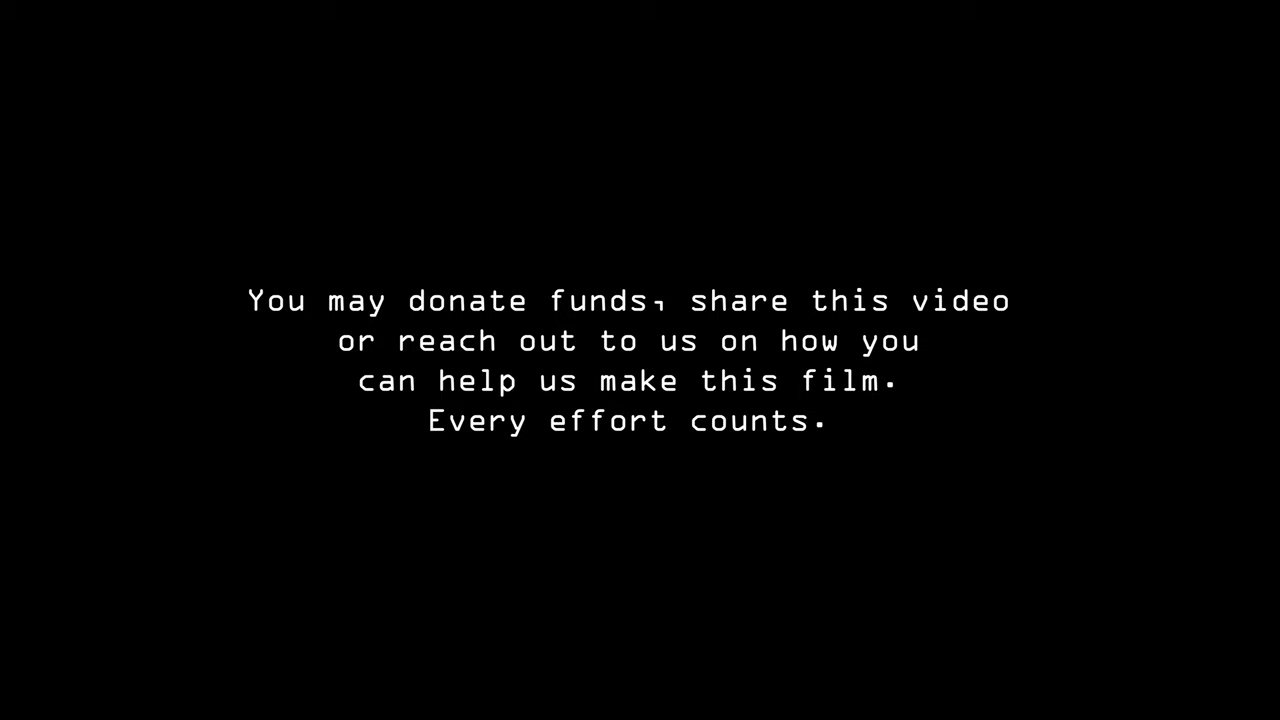 You may donate funds, share this video
or reach out to us on how you
can help us make this film.
Every effort counts.